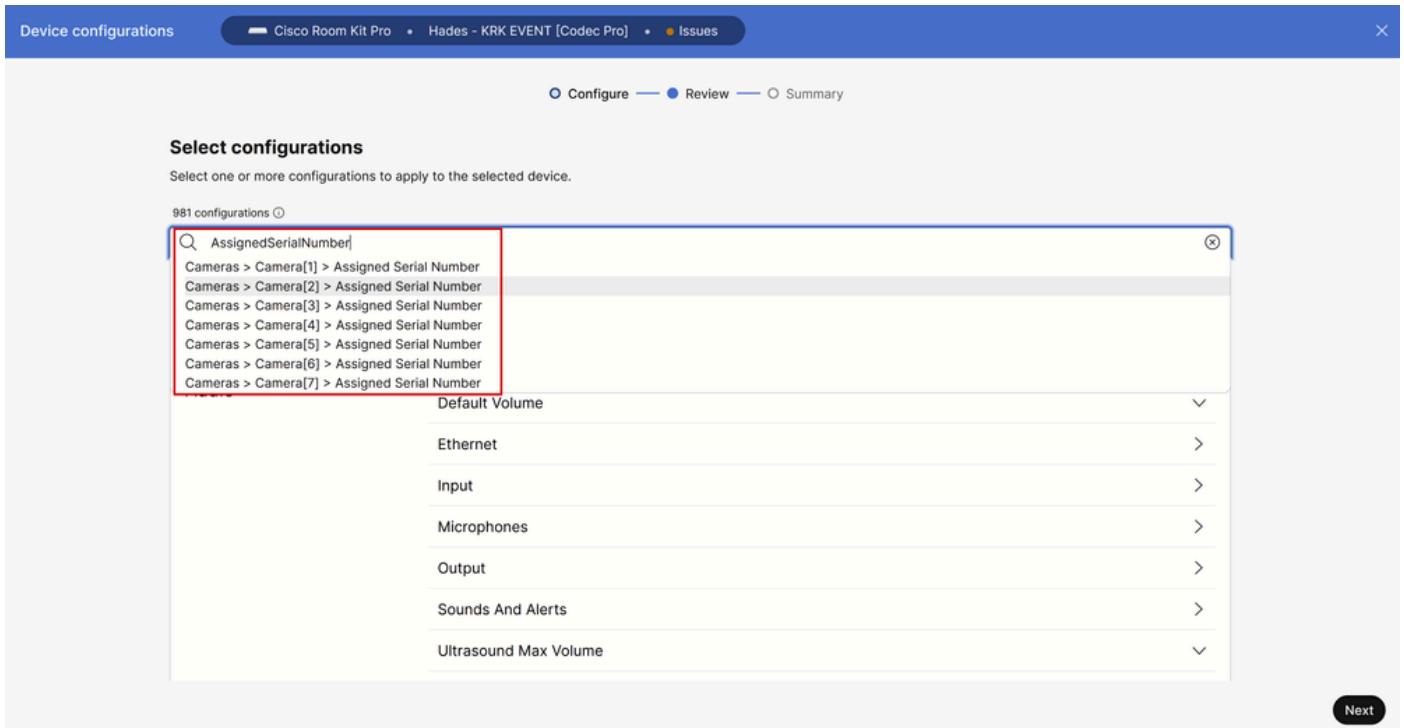 Device configurations
Cisco Room Kit Pro • Hades - KRK EVENT [Codec Pro] • Issues
Configure
Review
Summary
Select configurations
Select one or more configurations to apply to the selected device.
981 configurations
AssignedSerialNumber
Cameras > Camera[1] > Assigned Serial Number
Cameras > Camera[2] > Assigned Serial Number
Cameras > Camera[3] > Assigned Serial Number
Cameras > Camera[4] > Assigned Serial Number
Cameras > Camera[5] > Assigned Serial Number
Cameras > Camera[6] > Assigned Serial Number
Cameras > Camera[7] > Assigned Serial Number
Default Volume
Ethernet
Input
Microphones
Output
Sounds And Alerts
Ultrasound Max Volume
Next